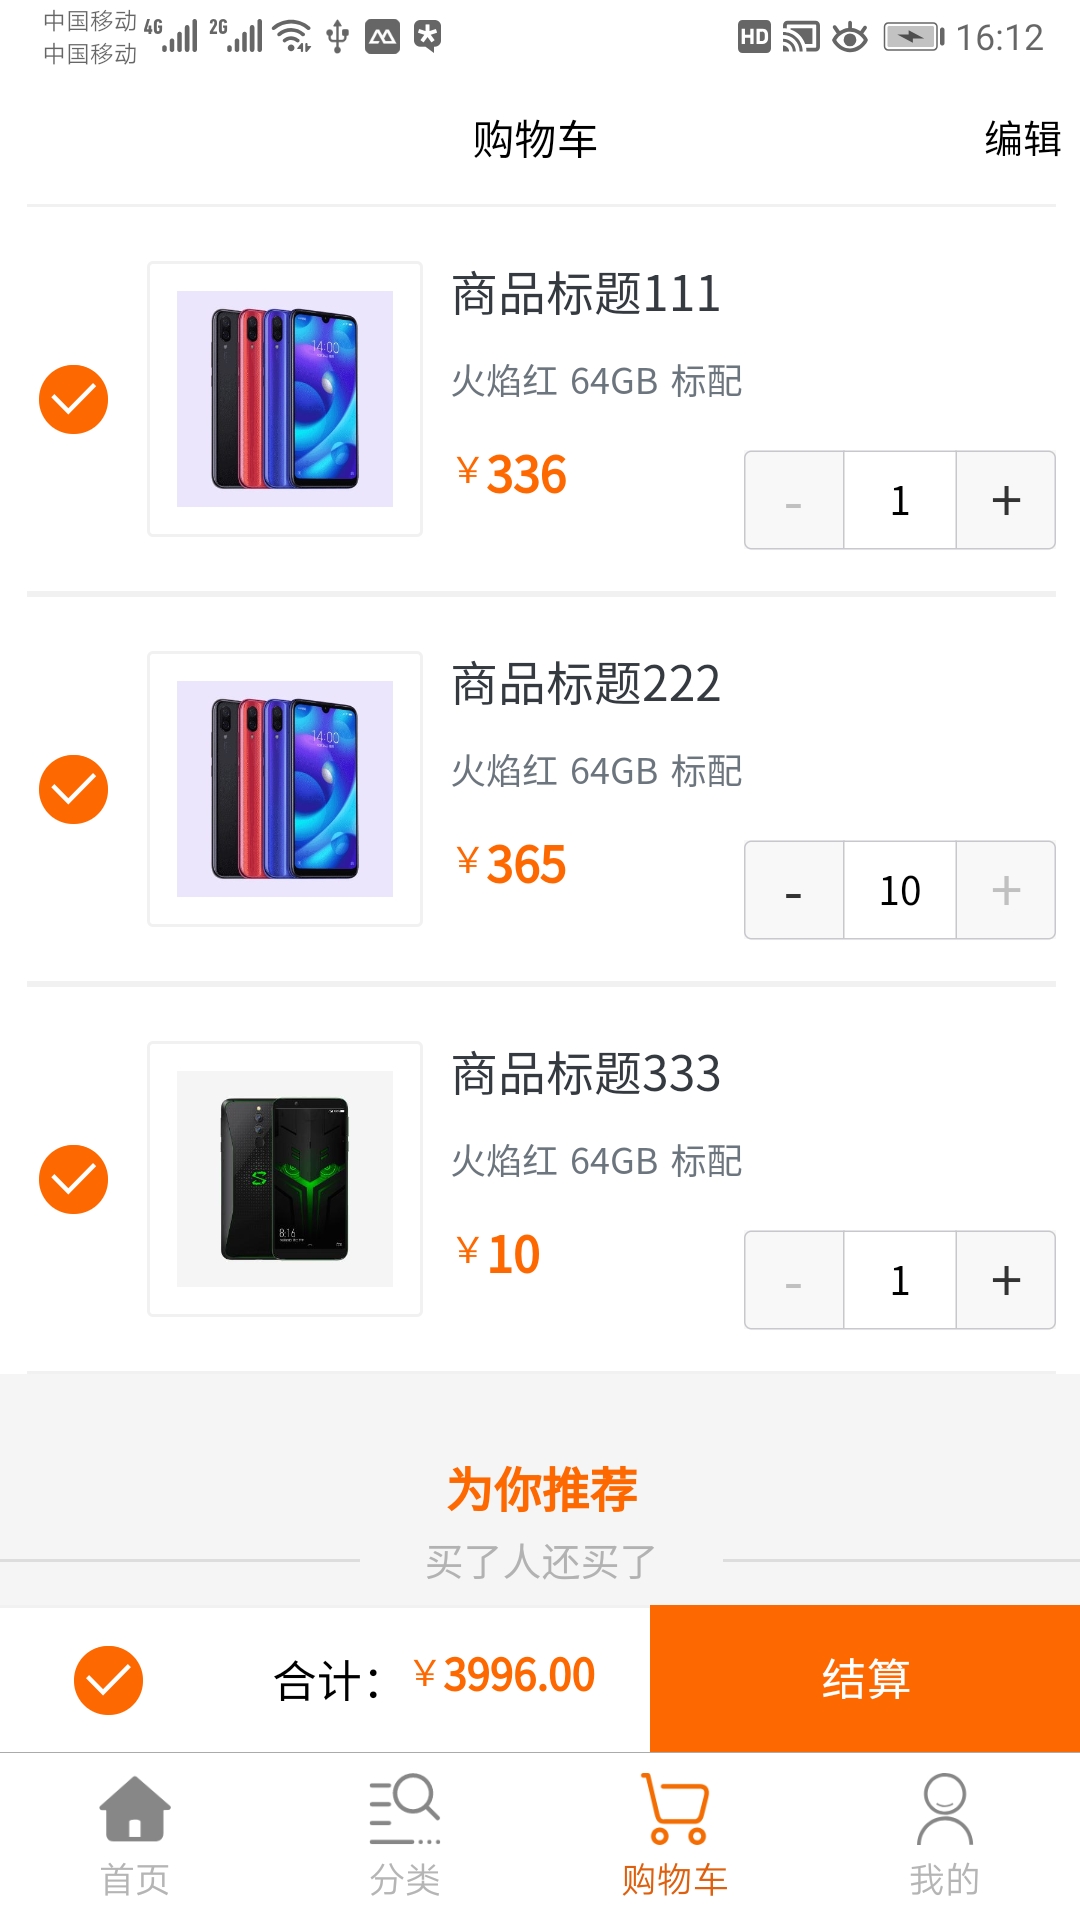 中国移动 4G 2G HD 16:12
中国移动
购物车 编辑
商品标题111
火焰红 64GB 标配
¥336
- 1 +
商品标题222
火焰红 64GB 标配
¥365
- 10 +
商品标题333
火焰红 64GB 标配
¥10
- 1 +
为你推荐
买了人还买了
合计：¥3996.00 结算
首页 分类 购物车 我的